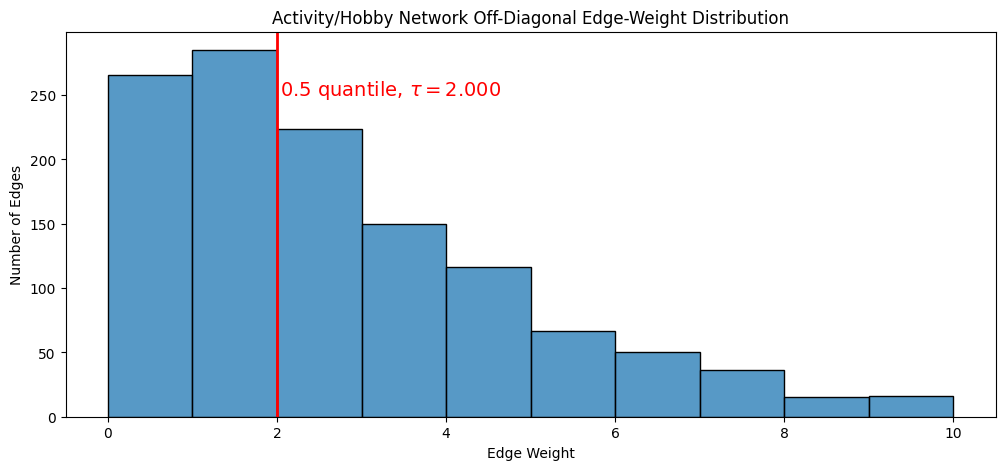 Activity/Hobby Network Off-Diagonal Edge-Weight Distribution
Number of Edges
250
200
150
100
50
0
0.5 quantile, τ = 2.000
0 2 4 6 8 10
Edge Weight